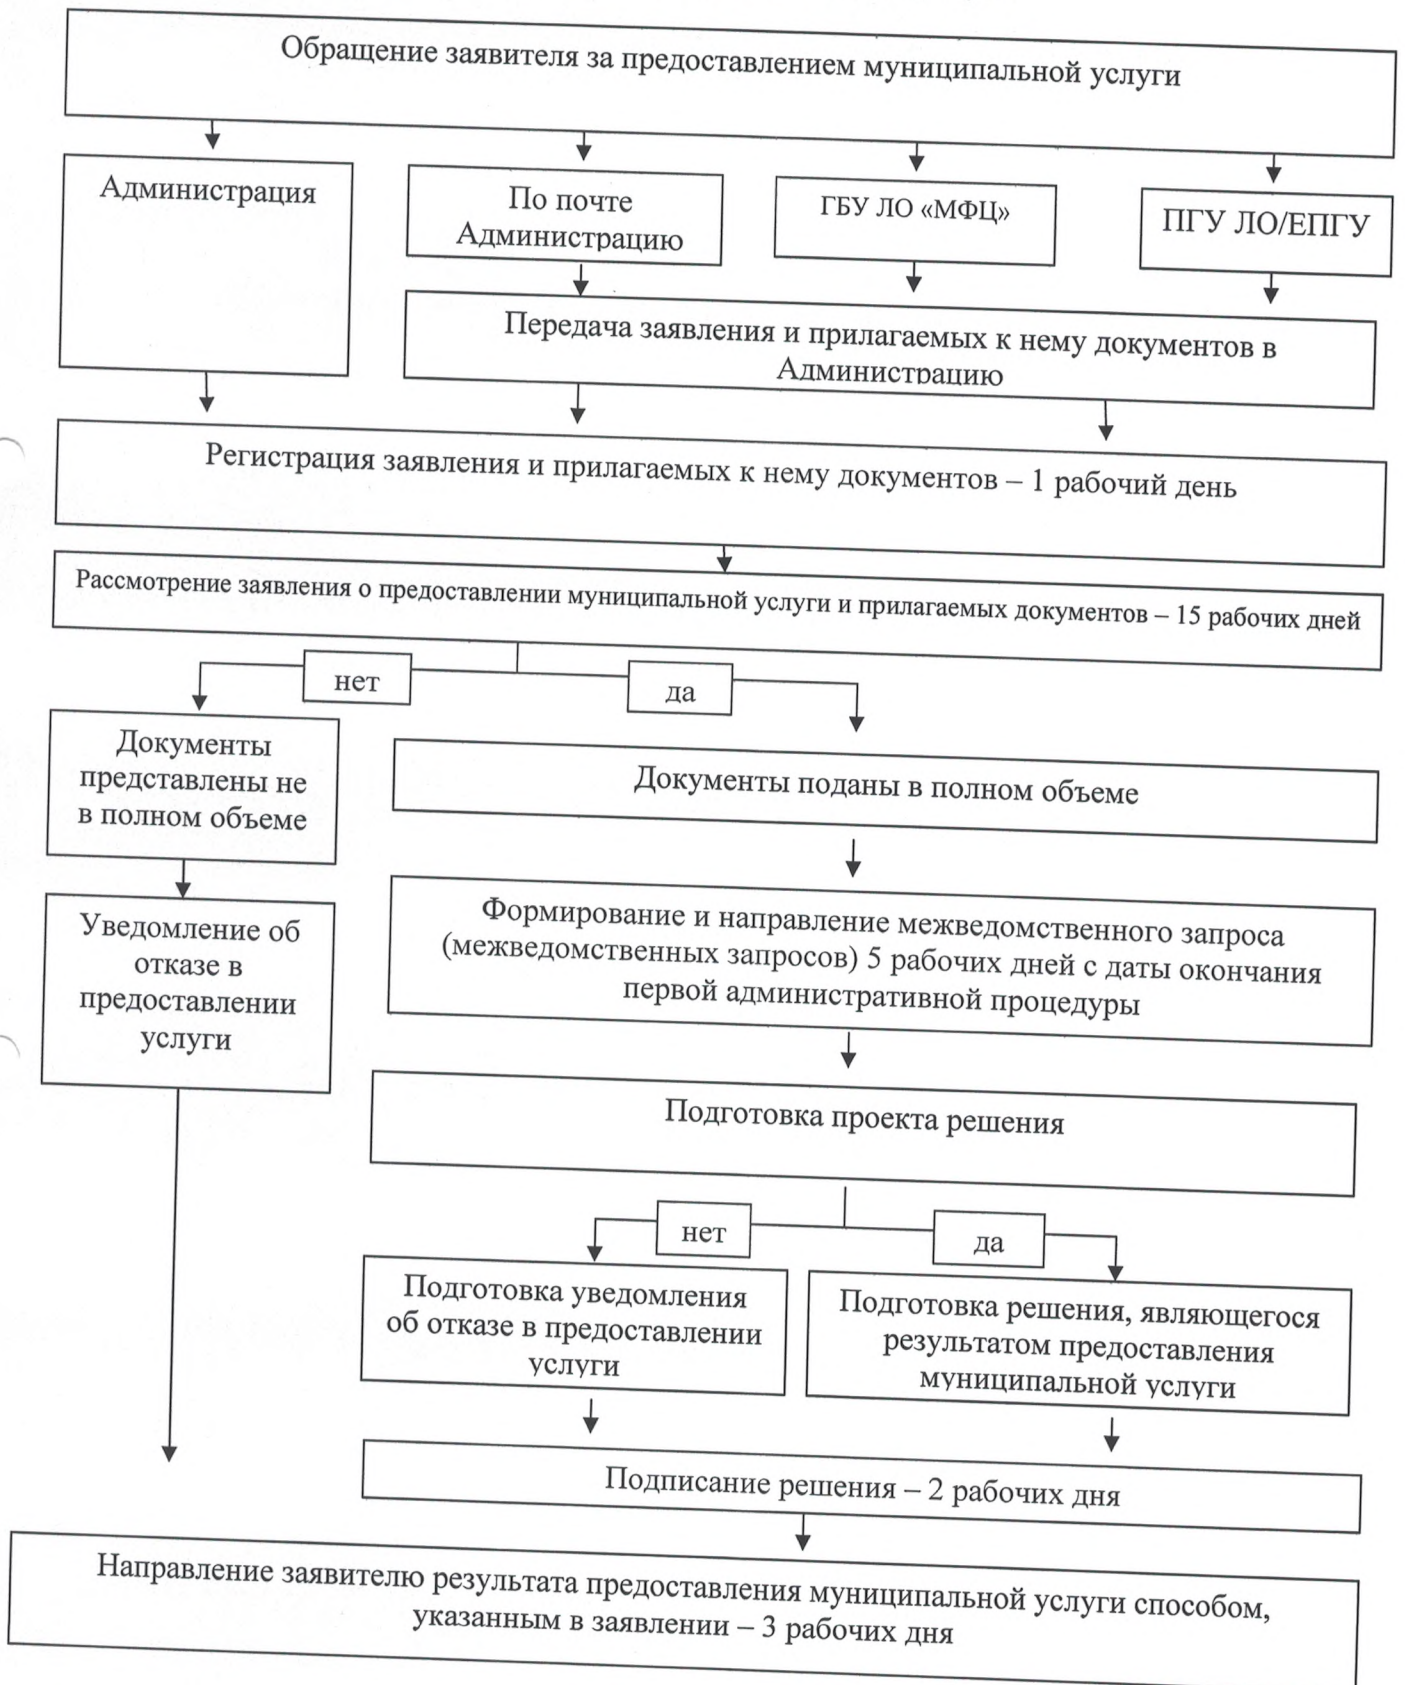 Обращение заявителя за предоставлением муниципальной услуги
Администрация
По почте
Администрацию
ГБУ ЛО «МФЦ»
ПГУ ЛО/ЕПГУ
Передача заявления и прилагаемых к нему документов в
Администрацию
Регистрация заявления и прилагаемых к нему документов – 1 рабочий день
Рассмотрение заявления о предоставлении муниципальной услуги и прилагаемых документов – 15 рабочих дней
нет
да
Документы
представлены не
в полном объеме
Документы поданы в полном объеме
Уведомление об
отказе в
предоставлении
услуги
Формирование и направление межведомственного запроса
(межведомственных запросов) 5 рабочих дней с даты окончания
первой административной процедуры
Подготовка проекта решения
нет
да
Подготовка уведомления
об отказе в предоставлении
услуги
Подготовка решения, являющегося
результатом предоставления
муниципальной услуги
Подписание решения – 2 рабочих дня
Направление заявителю результата предоставления муниципальной услуги способом,
указанным в заявлении – 3 рабочих дня